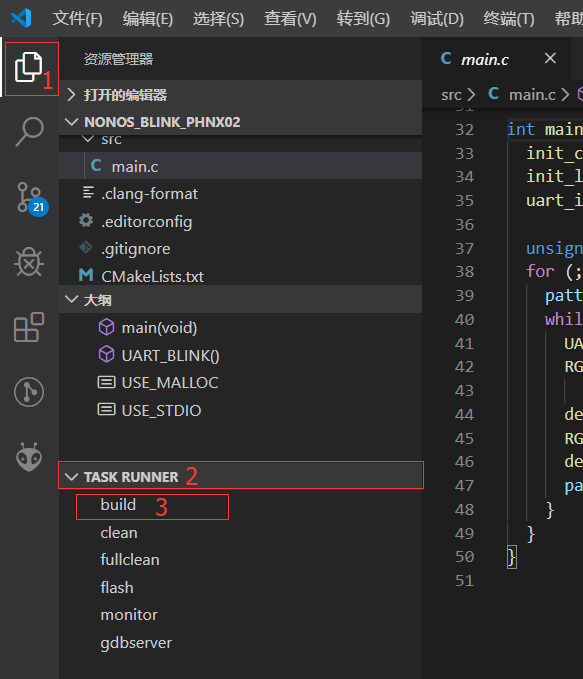 文件(F) 编辑(E) 选择(S) 查看(V) 转到(G) 调试(D) 终端(T)
资源管理器
1
打开的编辑器
NONOS_BLINK_PHNX02
src
main.c
.clang-format
.editorconfig
.gitignore
CMakeLists.txt
21
大纲
main(void)
UART_BLINK()
USE_MALLOC
USE_STDIO
TASK RUNNER 2
build 3
clean
fullclean
flash
monitor
gdbserver
C main.c ×
src > C main.c >
32 int main
33 init_c
34 init_l
35 uart_i
36
37 unsign
38 for (;
39 patt
40 whil
41 UA
42 RG
43
44 de
45 RG
46 de
47 pa
48 }
49 }
50 }
51